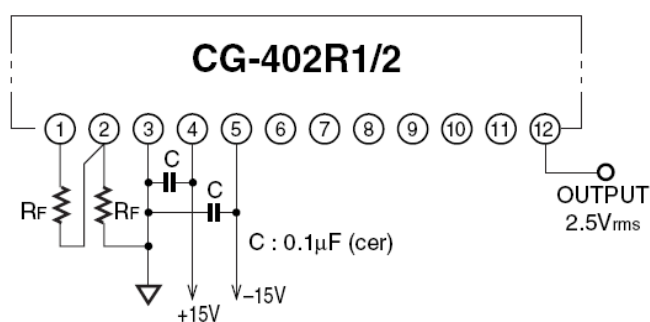 CG-402R1/2
1 2 3 4 5 6 7 8 9 10 11 12
C
C
RF
RF
OUTPUT
2.5Vrms
C : 0.1μF (cer)
+15V
−15V